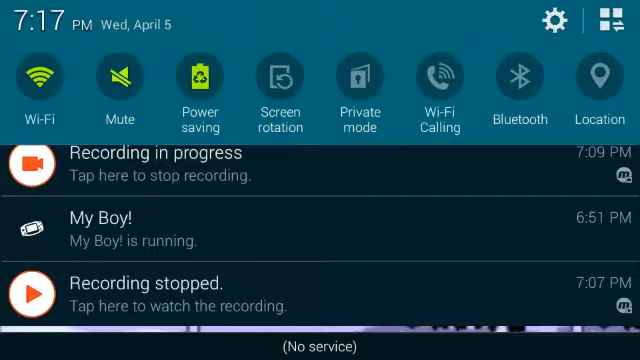 7:17 PM Wed, April 5
Wi-Fi
Mute
Power
saving
Screen
rotation
Private
mode
Wi-Fi
Calling
Bluetooth
Location
Recording in progress 7:09 PM
Tap here to stop recording.
My Boy! 6:51 PM
My Boy! is running.
Recording stopped. 7:07 PM
Tap here to watch the recording.
(No service)